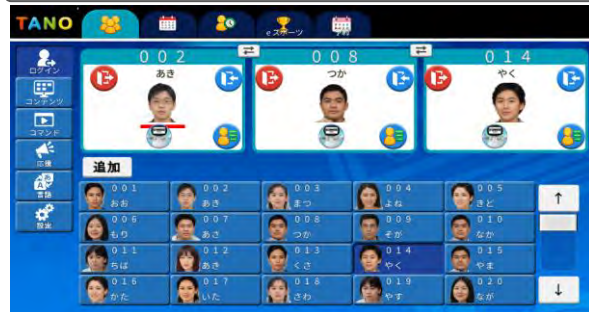 TANO
eスポーツ
ログイン
コンテンツ
コマンド
応援
言語
設定
002
あき
008
つか
014
やく
追加
001 おお
002 あき
003 まつ
004 よね
005 きど
006 もり
007 あさ
008 つか
009 そが
010 なか
011 ちば
012 あき
013 くさ
014 やく
015 やま
016 かた
017 いた
018 さわ
019 やす
020 なが
↑
↓